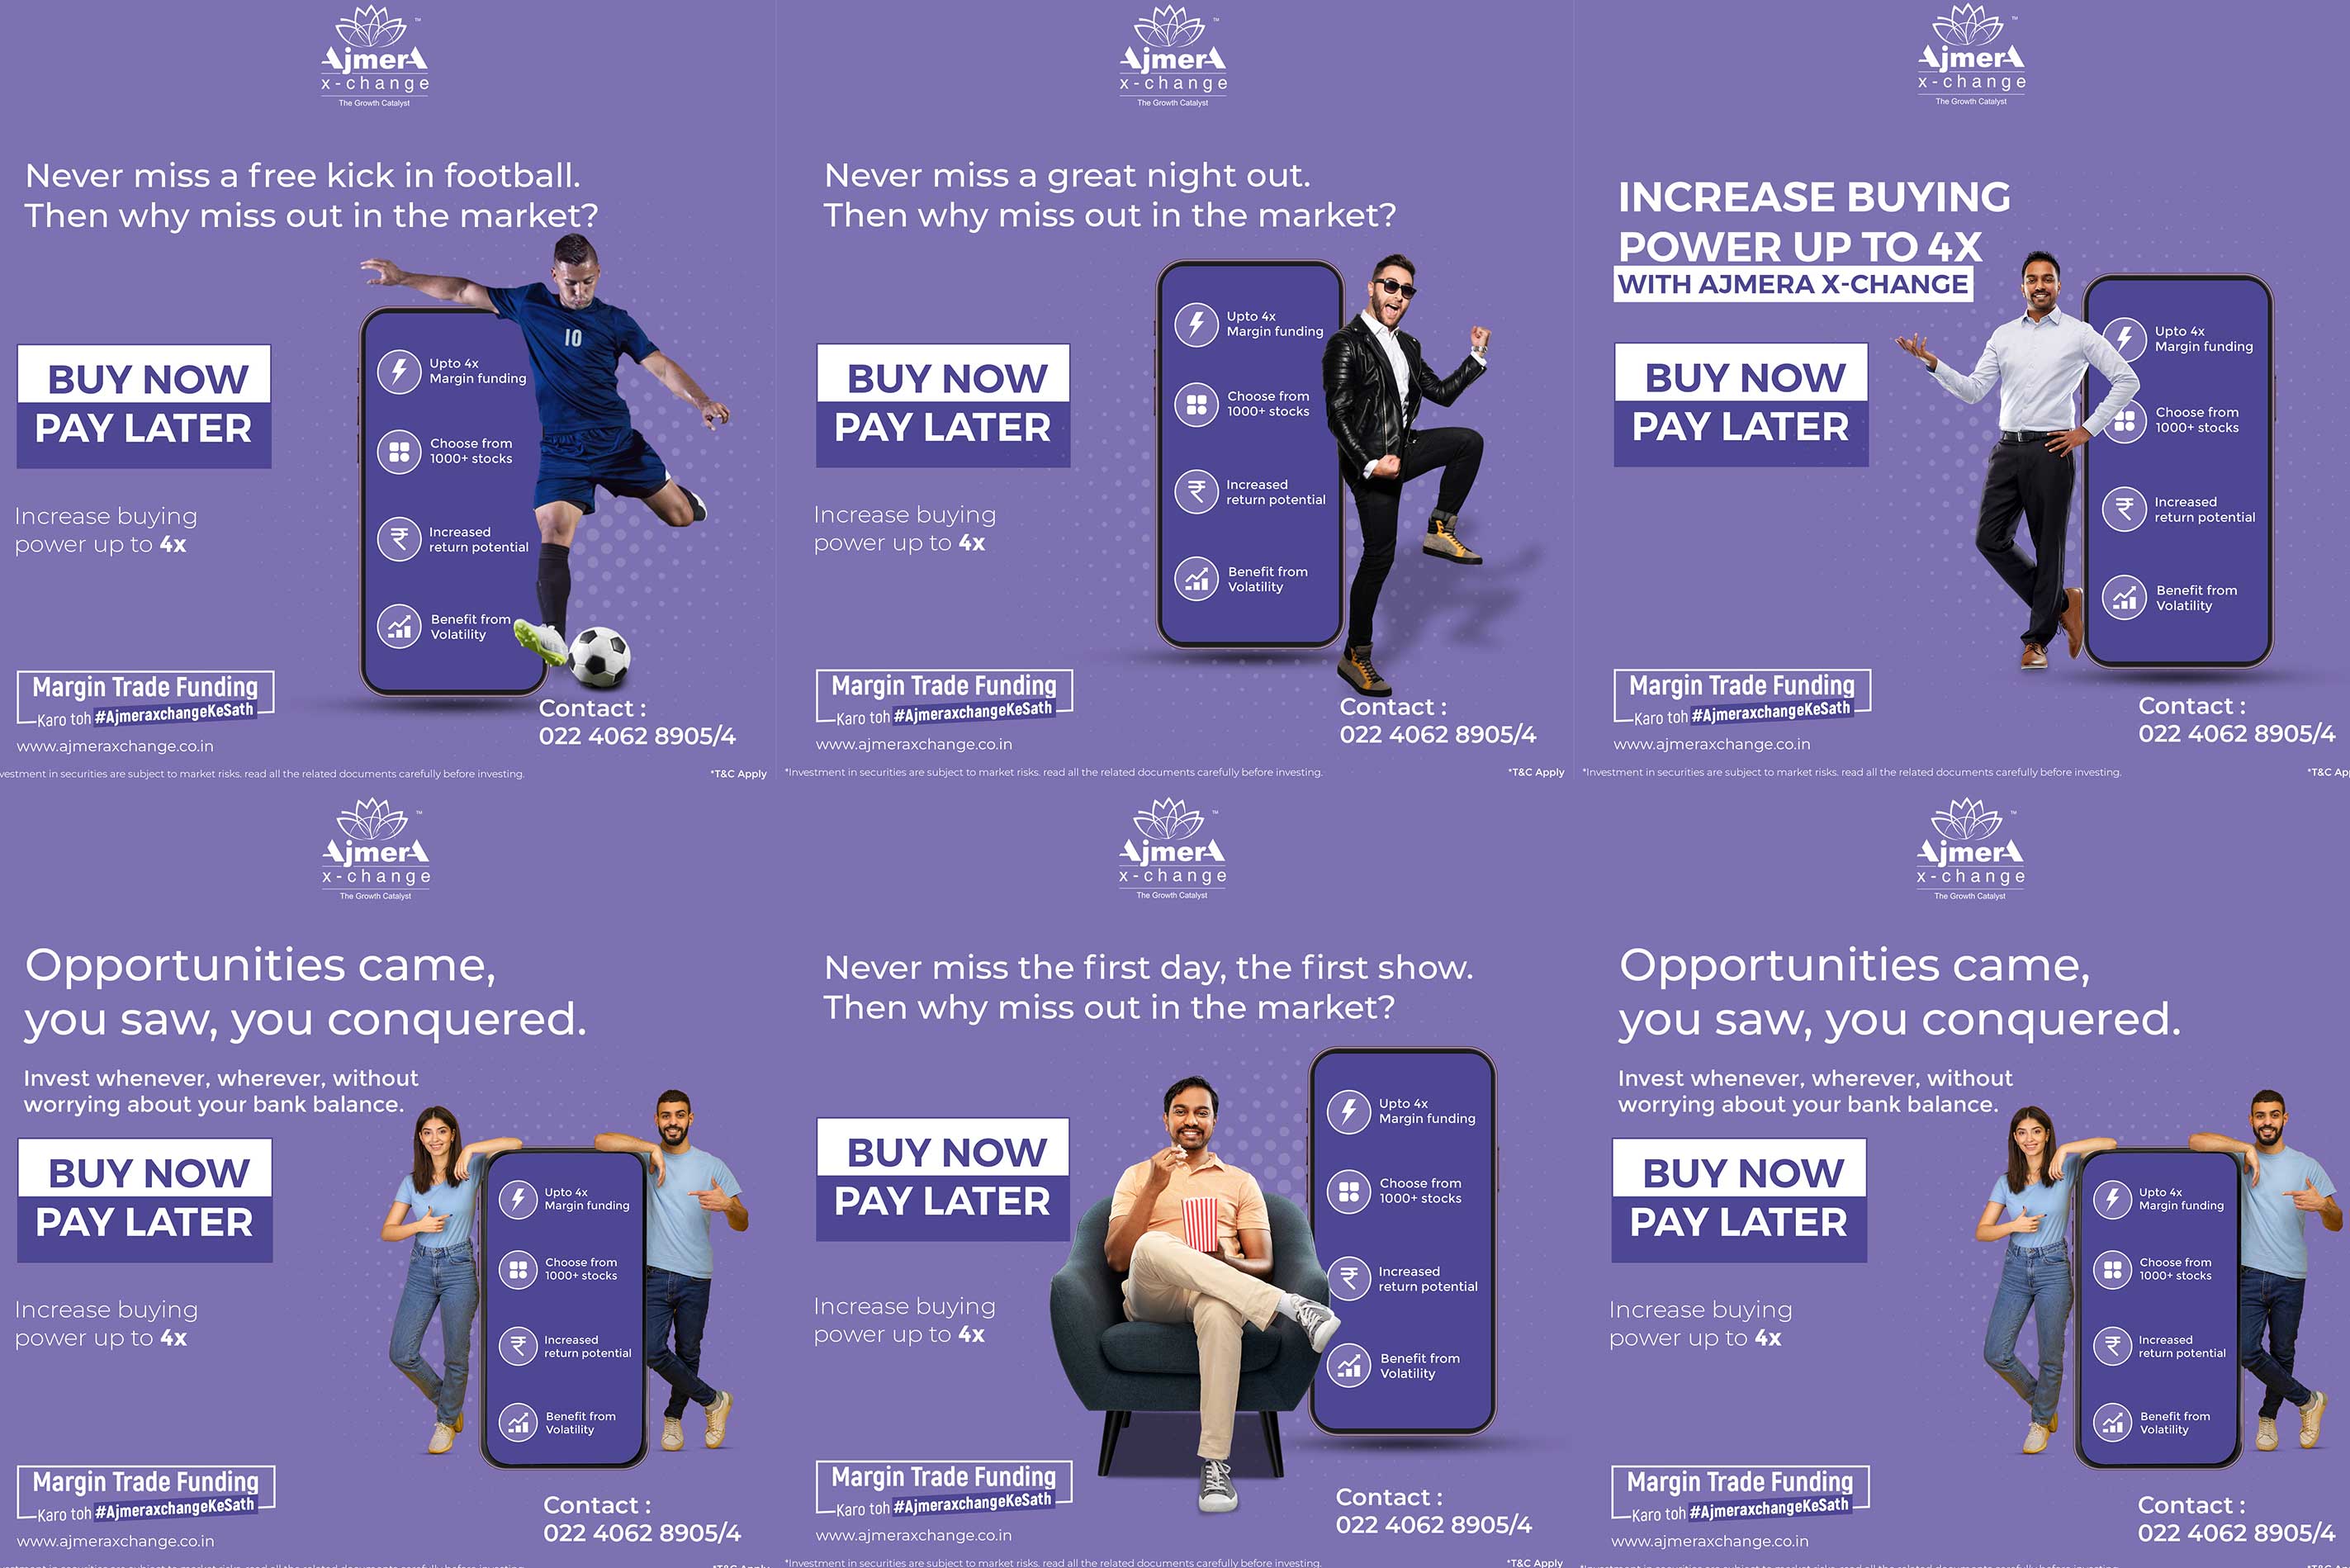 AjmerA
x-change
The Growth Catalyst
TM
Never miss a free kick in football.
Then why miss out in the market?
10
BUY NOW
PAY LATER
Increase buying
power up to 4x
Upto 4x
Margin funding
Choose from
1000+ stocks
Increased
return potential
Benefit from
Volatility
Margin Trade Funding
Karo toh #AjmeraxchangeKeSath
www.ajmeraxchange.co.in
Contact :
022 4062 8905/4
vestment in securities are subject to market risks. read all the related documents carefully before investing.
*T&C Apply
AjmerA
x-change
The Growth Catalyst
TM
Never miss a great night out.
Then why miss out in the market?
BUY NOW
PAY LATER
Increase buying
power up to 4x
Upto 4x
Margin funding
Choose from
1000+ stocks
Increased
return potential
Benefit from
Volatility
Margin Trade Funding
Karo toh #AjmeraxchangeKeSath
www.ajmeraxchange.co.in
Contact :
022 4062 8905/4
*Investment in securities are subject to market risks. read all the related documents carefully before investing.
*T&C Apply
AjmerA
x-change
The Growth Catalyst
TM
INCREASE BUYING
POWER UP TO 4X
WITH AJMERA X-CHANGE
BUY NOW
PAY LATER
Upto 4x
Margin funding
Choose from
1000+ stocks
Increased
return potential
Benefit from
Volatility
Margin Trade Funding
Karo toh #AjmeraxchangeKeSath
www.ajmeraxchange.co.in
Contact :
022 4062 8905/4
*Investment in securities are subject to market risks. read all the related documents carefully before investing.
*T&C Ap
AjmerA
x-change
The Growth Catalyst
TM
Opportunities came,
you saw, you conquered.
Invest whenever, wherever, without
worrying about your bank balance.
BUY NOW
PAY LATER
Increase buying
power up to 4x
Upto 4x
Margin funding
Choose from
1000+ stocks
Increased
return potential
Benefit from
Volatility
Margin Trade Funding
Karo toh #AjmeraxchangeKeSath
www.ajmeraxchange.co.in
Contact :
022 4062 8905/4
AjmerA
x-change
The Growth Catalyst
TM
Never miss the first day, the first show.
Then why miss out in the market?
BUY NOW
PAY LATER
Increase buying
power up to 4x
Upto 4x
Margin funding
Choose from
1000+ stocks
Increased
return potential
Benefit from
Volatility
Margin Trade Funding
Karo toh #AjmeraxchangeKeSath
www.ajmeraxchange.co.in
Contact :
022 4062 8905/4
*Investment in securities are subject to market risks. read all the related documents carefully before investing.
*T&C Apply
AjmerA
x-change
The Growth Catalyst
TM
Opportunities came,
you saw, you conquered.
Invest whenever, wherever, without
worrying about your bank balance.
BUY NOW
PAY LATER
Increase buying
power up to 4x
Upto 4x
Margin funding
Choose from
1000+ stocks
Increased
return potential
Benefit from
Volatility
Margin Trade Funding
Karo toh #AjmeraxchangeKeSath
www.ajmeraxchange.co.in
Contact :
022 4062 8905/4